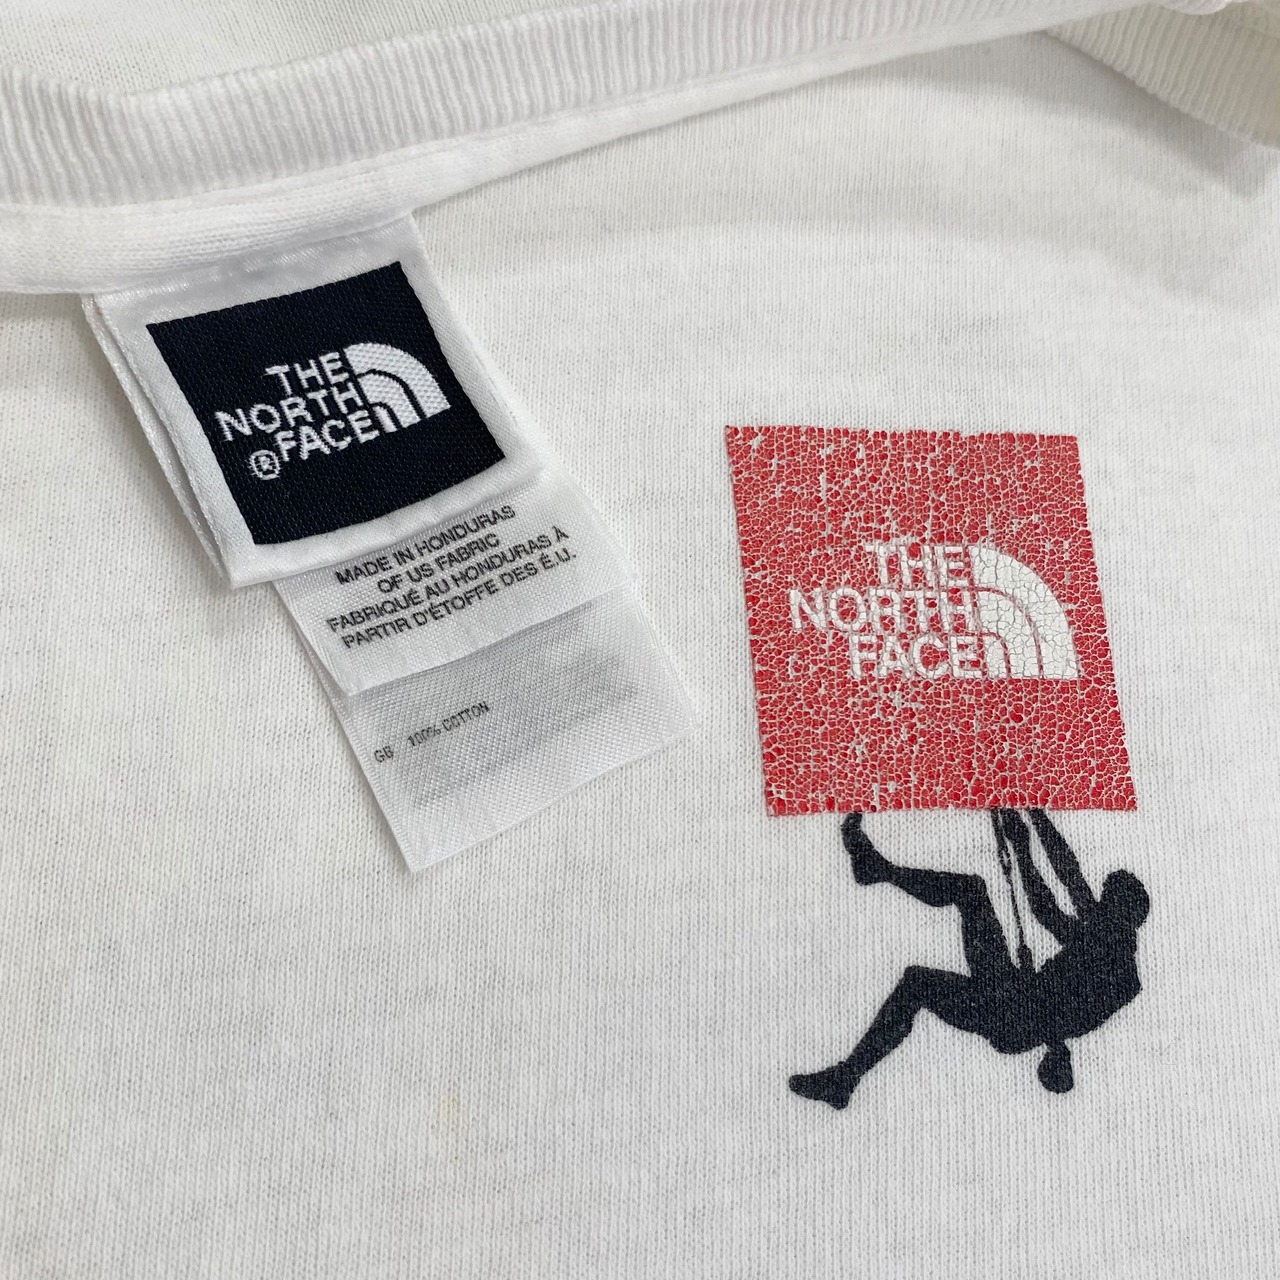 THE
NORTH
FACE
®
MADE IN HONDURAS
OF US FABRIC
FABRIQUÉ AU HONDURAS À
PARTIR D'ÉTOFFE DES É.U.
GB 100% COTTON
THE
NORTH
FACE